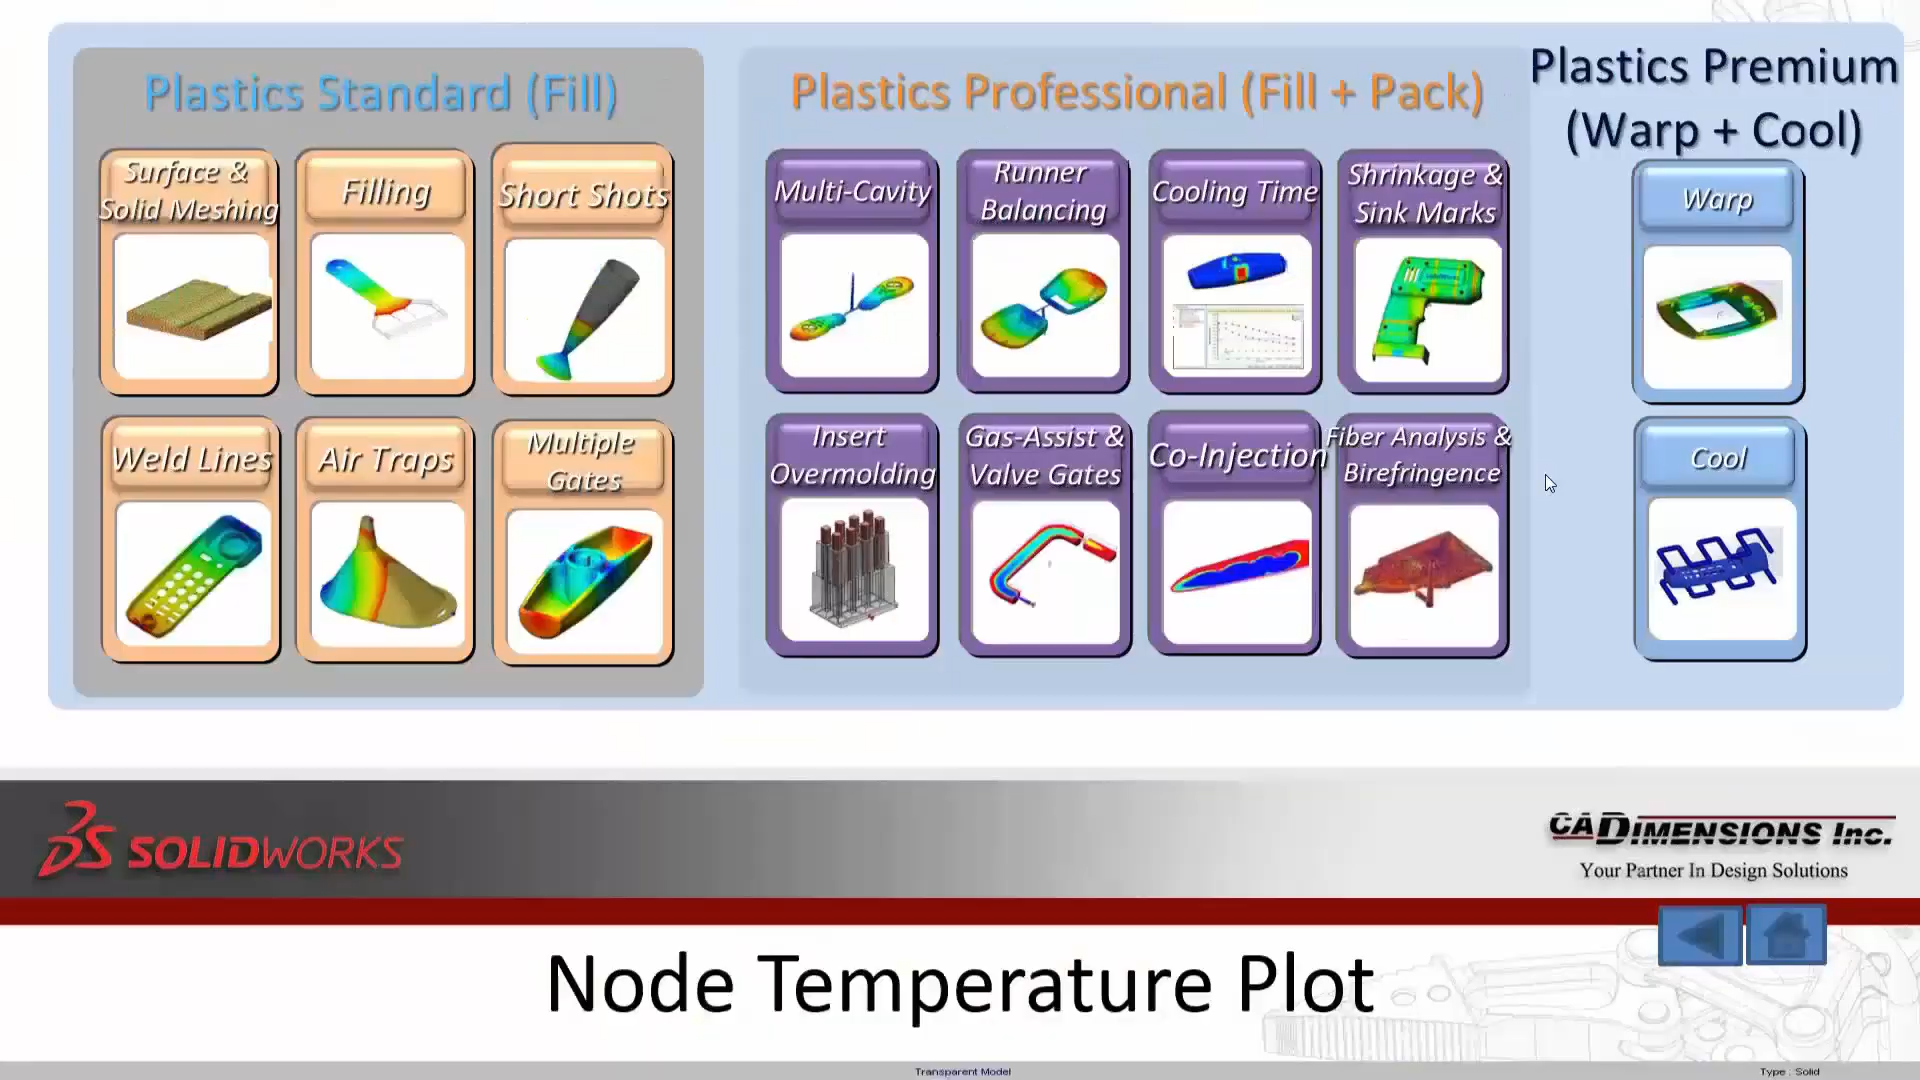 Plastics Standard (Fill)
Surface &
Solid Meshing
Filling
Short Shots
Weld Lines
Air Traps
Multiple
Gates
Plastics Professional (Fill + Pack)
Multi-Cavity
Runner
Balancing
Cooling Time
Shrinkage &
Sink Marks
Insert
Overmolding
Gas-Assist &
Valve Gates
Co-Injection
Fiber Analysis &
Birefringence
Plastics Premium
(Warp + Cool)
Warp
Cool
SOLIDWORKS
CADIMENSIONS Inc.
Your Partner In Design Solutions
Node Temperature Plot
Transparent Model
Type : Solid